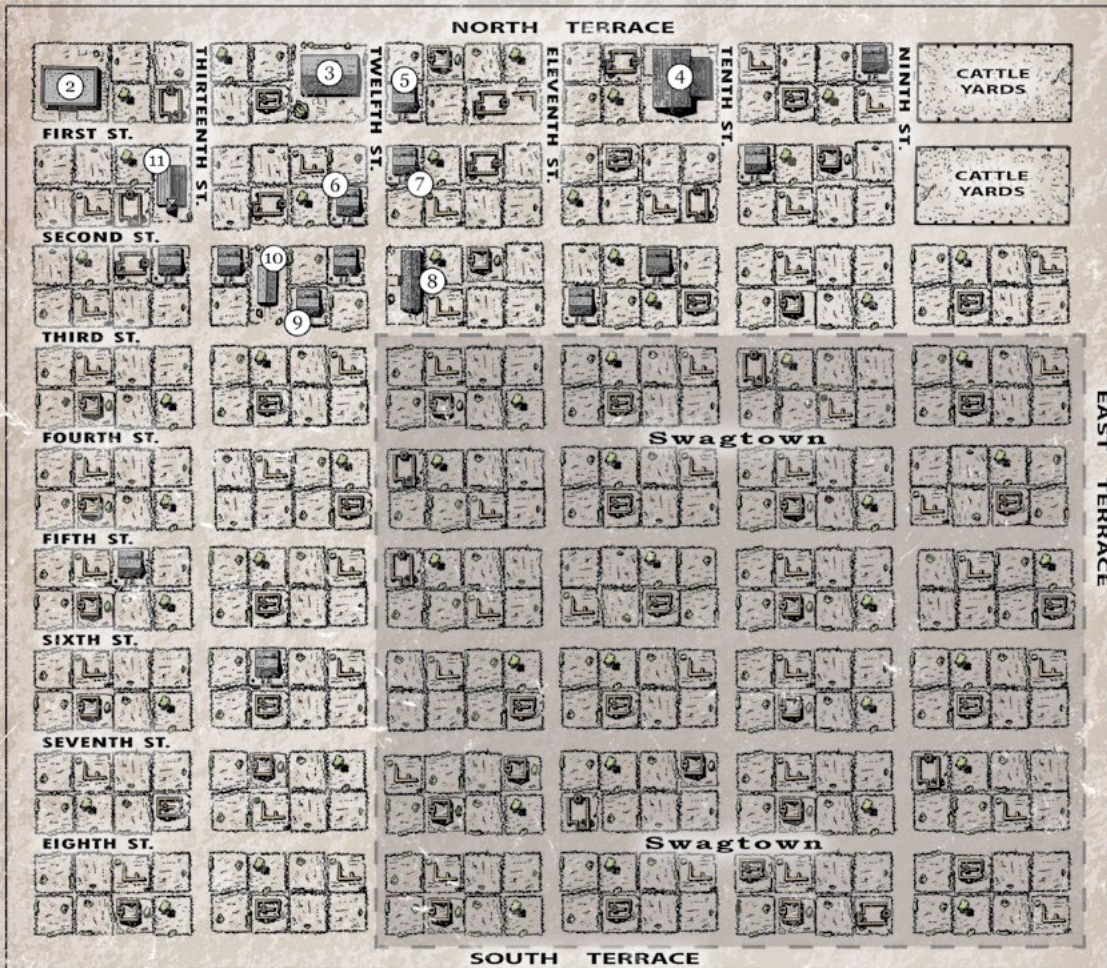 NORTH TERRACE
THIRTEENTH ST.
TWELFTH ST.
ELEVENTH ST.
TENTH ST.
NINTH ST.
2
3
5
4
CATTLE
YARDS
FIRST ST.
11
6
7
CATTLE
YARDS
SECOND ST.
10
9
8
THIRD ST.
EAST TERRACE
FOURTH ST.
Swagtown
FIFTH ST.
SIXTH ST.
SEVENTH ST.
EIGHTH ST.
Swagtown
SOUTH TERRACE